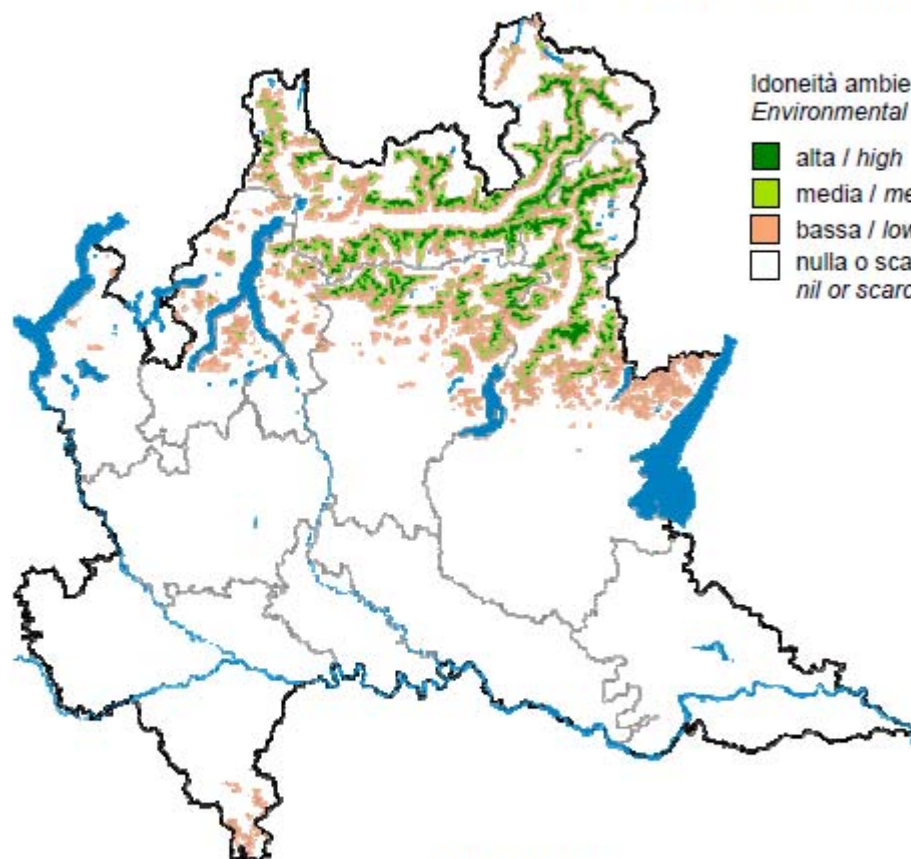 Idoneità ambie
Environmental
alta / high
media / me
bassa / low
nulla o sca
nil or scarc